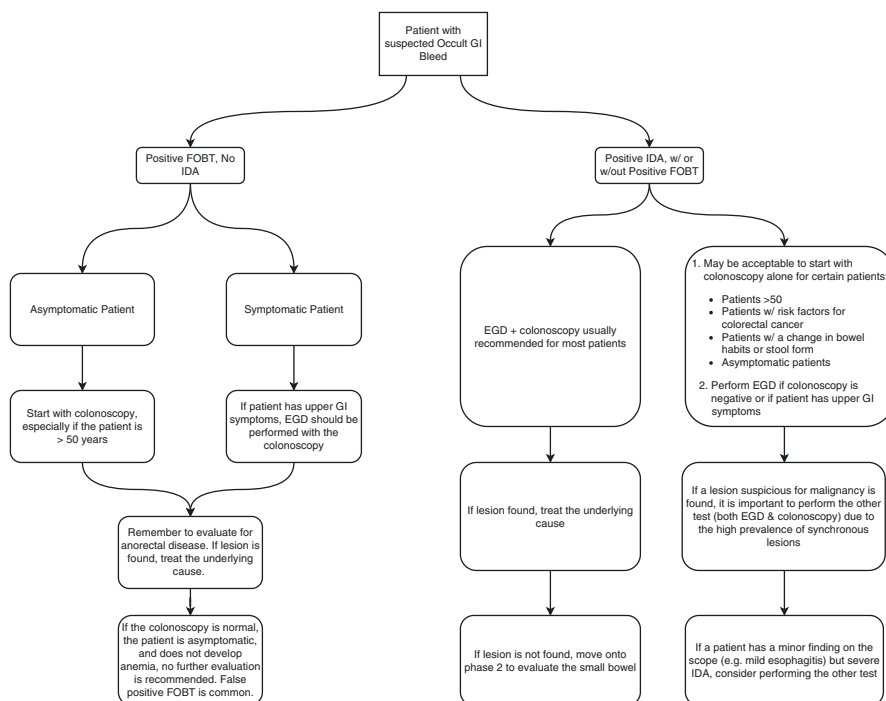 Patient with
suspected Occult GI
Bleed
Positive FOBT, No
IDA
Positive IDA, w/ or
w/out Positive FOBT
Asymptomatic Patient
Symptomatic Patient
EGD + colonoscopy usually
recommended for most patients
1. May be acceptable to start with
colonoscopy alone for certain patients:
• Patients >50
• Patients w/ risk factors for
colorectal cancer
• Patients w/ a change in bowel
habits or stool form
• Asymptomatic patients
2. Perform EGD if colonoscopy is
negative or if patient has upper GI
symptoms
Start with colonoscopy,
especially if the patient is
> 50 years
If patient has upper GI
symptoms, EGD should be
performed with the
colonoscopy
If lesion found, treat the underlying
cause
If a lesion suspicious for malignancy is
found, it is important to perform the other
test (both EGD & colonoscopy) due to
the high prevalence of synchronous
lesions
Remember to evaluate for
anorectal disease. If lesion is
found, treat the underlying
cause.
If the colonoscopy is normal,
the patient is asymptomatic,
and does not develop
anemia, no further evaluation
is recommended. False
positive FOBT is common.
If lesion is not found, move onto
phase 2 to evaluate the small bowel
If a patient has a minor finding on the
scope (e.g. mild esophagitis) but severe
IDA, consider performing the other test